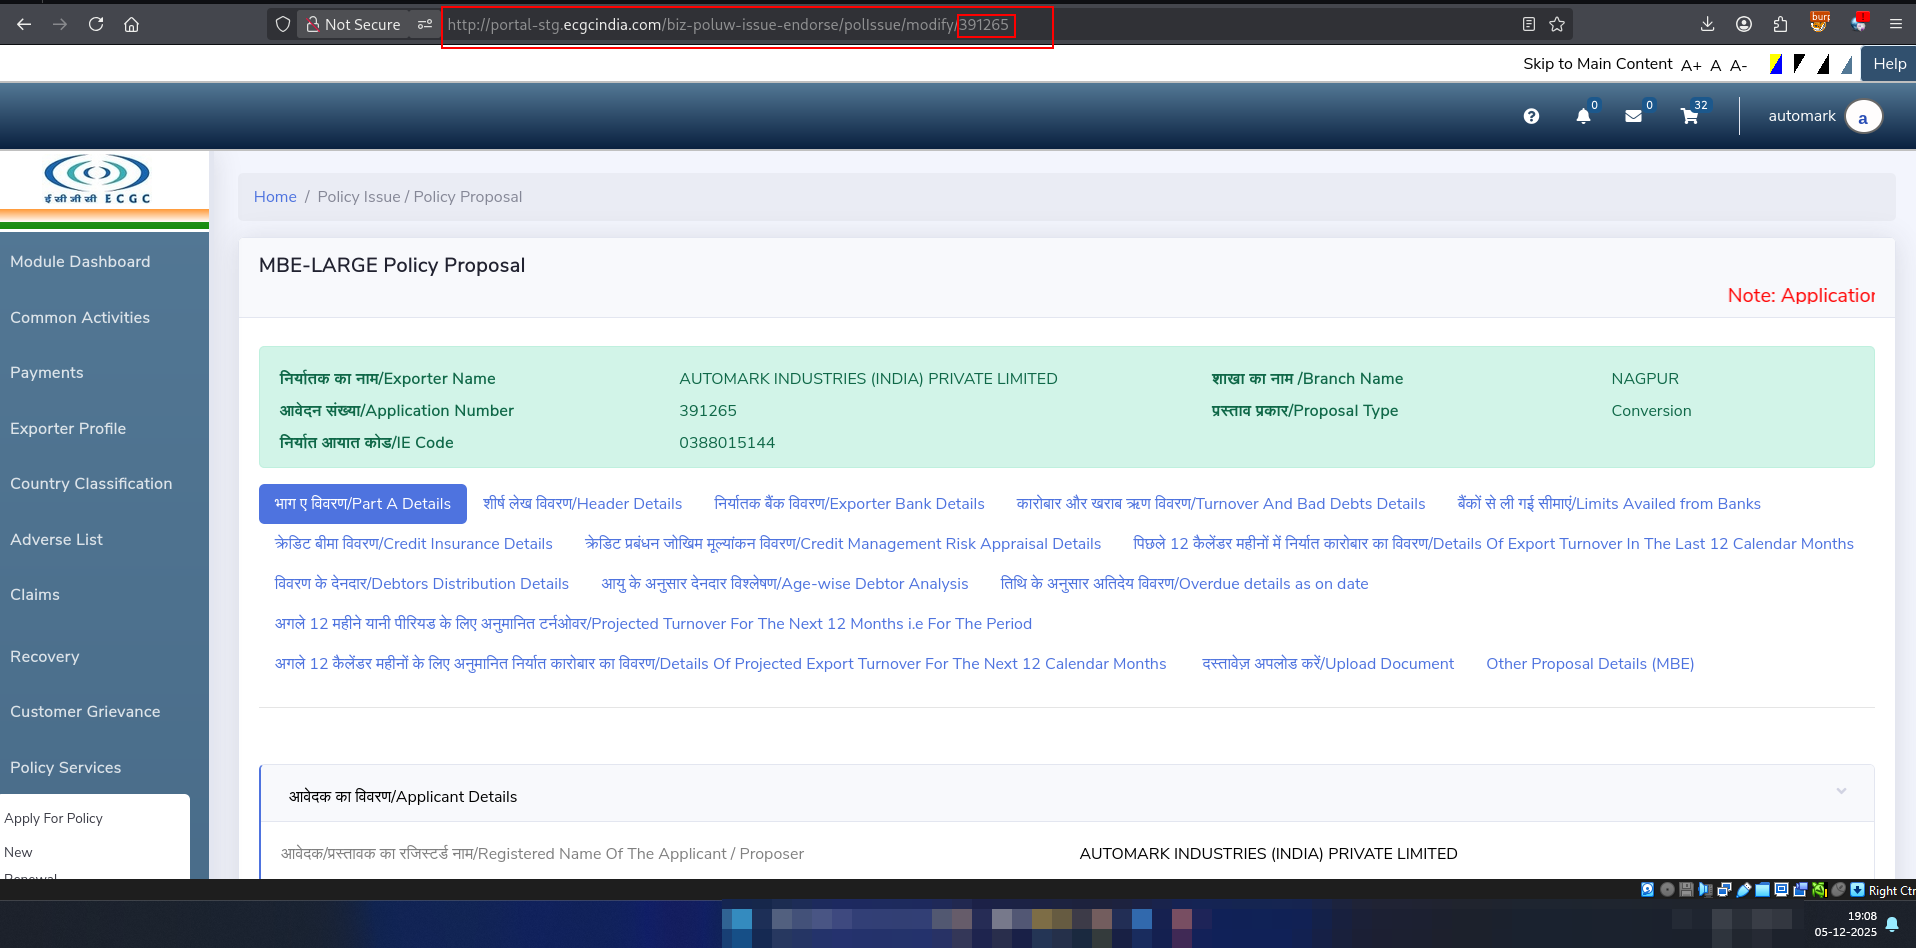 Not Secure
http://portal-stg.ecgcindia.com/biz-poluw-issue-endorse/pollssue/modify/391265
burp
Skip to Main Content A+ A A- Help
0 0 32 automark a
ई सी जी सी E C G C
Home / Policy Issue / Policy Proposal
Module Dashboard
Common Activities
Payments
Exporter Profile
Country Classification
Adverse List
Claims
Recovery
Customer Grievance
Policy Services
Apply For Policy
New
Renewal
MBE-LARGE Policy Proposal
Note: Application
निर्यातक का नाम/Exporter Name AUTOMARK INDUSTRIES (INDIA) PRIVATE LIMITED शाखा का नाम /Branch Name NAGPUR
आवेदन संख्या/Application Number 391265 प्रस्ताव प्रकार/Proposal Type Conversion
निर्यात आयात कोड/IE Code 0388015144
भाग ए विवरण/Part A Details शीर्ष लेख विवरण/Header Details निर्यातक बैंक विवरण/Exporter Bank Details कारोबार और खराब ऋण विवरण/Turnover And Bad Debts Details बैंकों से ली गई सीमाएं/Limits Availed from Banks
क्रेडिट बीमा विवरण/Credit Insurance Details क्रेडिट प्रबंधन जोखिम मूल्यांकन विवरण/Credit Management Risk Appraisal Details पिछले 12 कैलेंडर महीनों में निर्यात कारोबार का विवरण/Details Of Export Turnover In The Last 12 Calendar Months
विवरण के देनदार/Debtors Distribution Details आयु के अनुसार देनदार विश्लेषण/Age-wise Debtor Analysis तिथि के अनुसार अतिदेय विवरण/Overdue details as on date
अगले 12 महीने यानी पीरियड के लिए अनुमानित टर्नओवर/Projected Turnover For The Next 12 Months i.e For The Period
अगले 12 कैलेंडर महीनों के लिए अनुमानित निर्यात कारोबार का विवरण/Details Of Projected Export Turnover For The Next 12 Calendar Months दस्तावेज़ अपलोड करें/Upload Document Other Proposal Details (MBE)
आवेदक का विवरण/Applicant Details
आवेदक/प्रस्तावक का रजिस्टर्ड नाम/Registered Name Of The Applicant / Proposer AUTOMARK INDUSTRIES (INDIA) PRIVATE LIMITED
Right Ctrl
19:08
05-12-2025